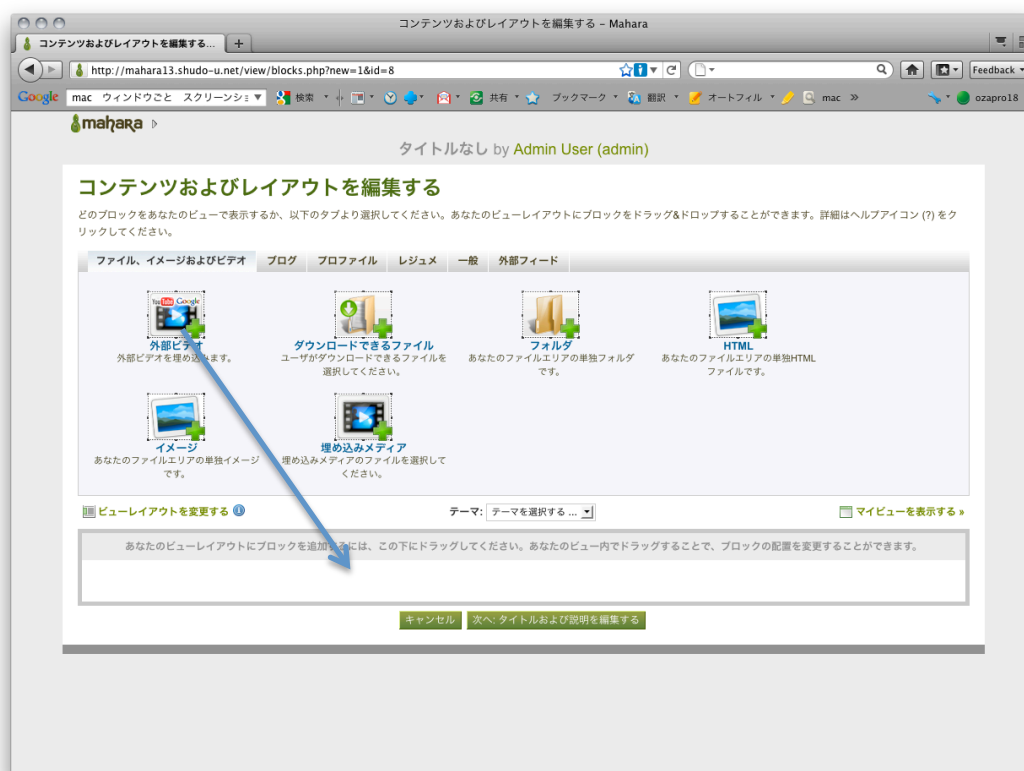 コンテンツおよびレイアウトを編集する – Mahara
コンテンツおよびレイアウトを編集する...
http://mahara13.shudo-u.net/view/blocks.php?new=1&id=8
Feedback
Google mac ウィンドウごと スクリーンシ 検索 共有 ブックマーク 翻訳 オートフィル mac » ozapro18
mahara
タイトルなし by Admin User (admin)
コンテンツおよびレイアウトを編集する
どのブロックをあなたのビューで表示するか、以下のタブより選択してください。あなたのビューレイアウトにブロックをドラッグ&ドロップすることができます。詳細はヘルプアイコン (?) をク
リックしてください。
ファイル、イメージおよびビデオ ブログ プロファイル レジュメ 一般 外部フィード
You Tube Google
外部ビデオ
外部ビデオを埋め込みます。
ダウンロードできるファイル
ユーザがダウンロードできるファイルを
選択してください。
フォルダ
あなたのファイルエリアの単独フォルダ
です。
HTML
あなたのファイルエリアの単独HTML
ファイルです。
イメージ
あなたのファイルエリアの単独イメージ
です。
埋め込みメディア
埋め込みメディアのファイルを選択して
ください。
ビューレイアウトを変更する
テーマ: テーマを選択する ...
マイビューを表示する »
あなたのビューレイアウトにブロックを追加するには、この下にドラッグしてください。あなたのビュー内でドラッグすることで、ブロックの配置を変更することができます。
キャンセル 次へ: タイトルおよび説明を編集する